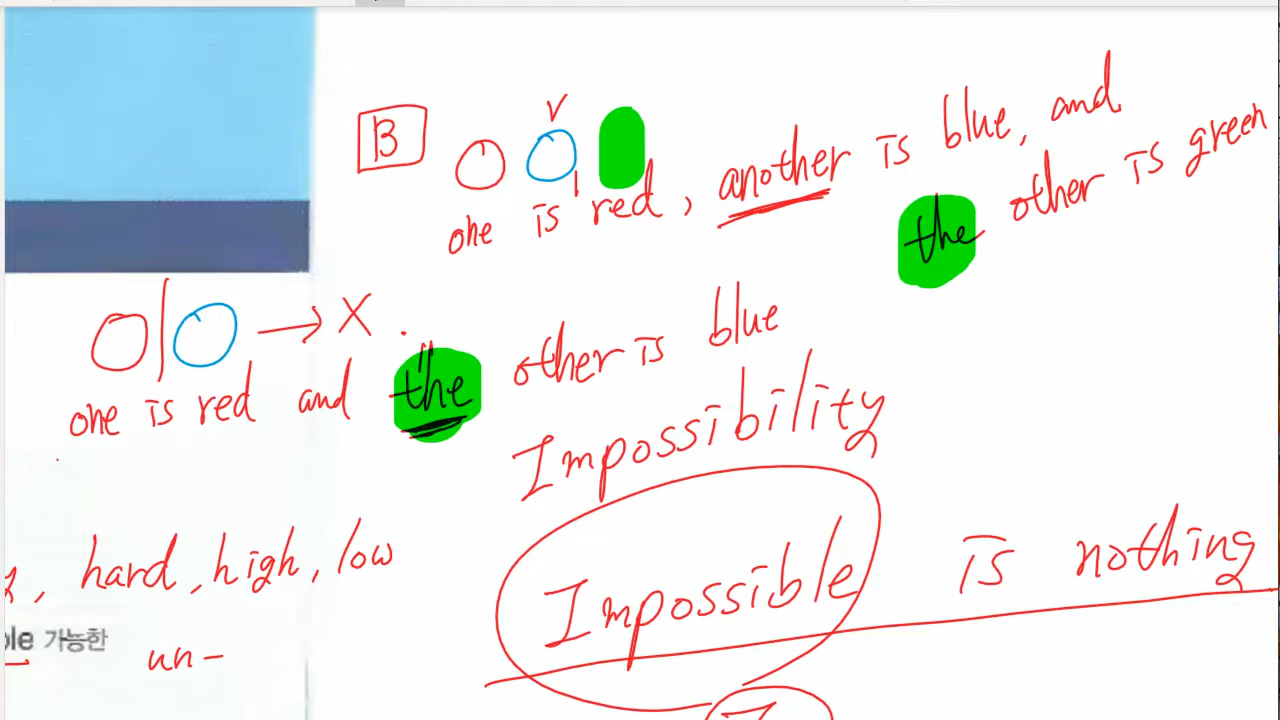 B
one is red, another is blue, and
the other is green
X
one is red and the other is blue
Impossibility
hard, high, low
Impossible is nothing
ble 가능한
un-